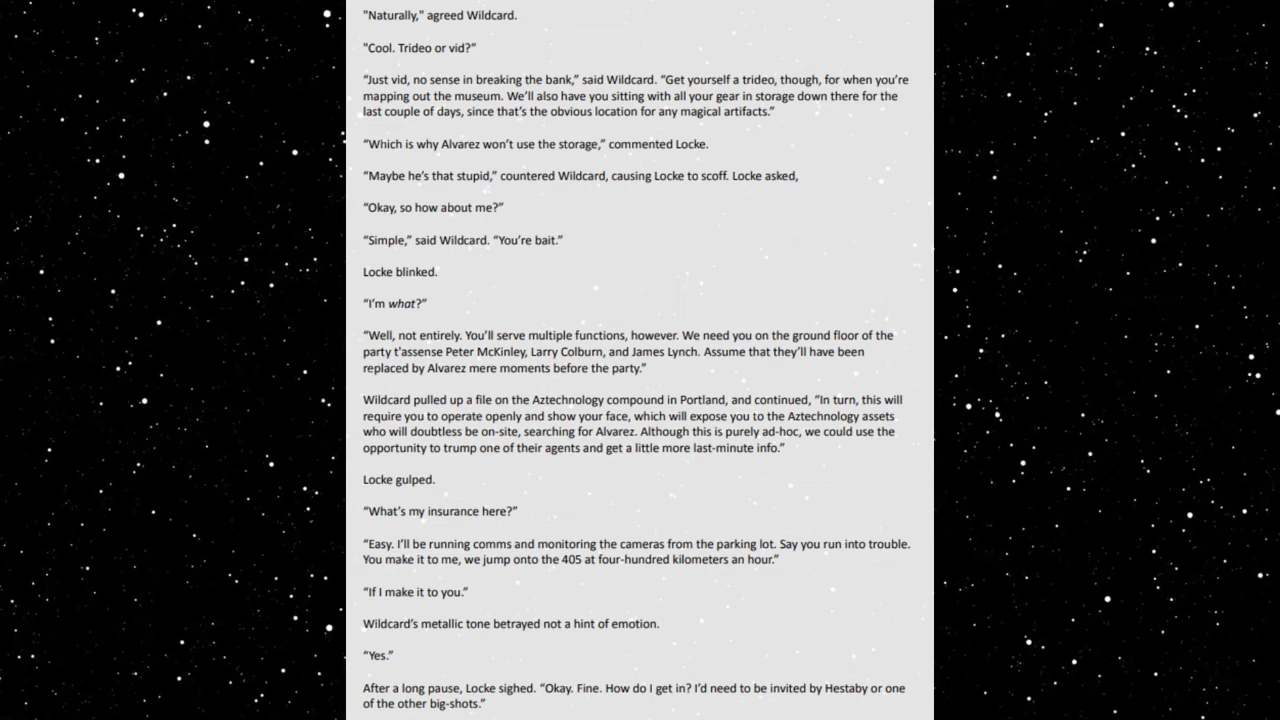 "Naturally," agreed Wildcard.
"Cool. Trideo or vid?”
“Just vid, no sense in breaking the bank,” said Wildcard. “Get yourself a trideo, though, for when you’re
mapping out the museum. We’ll also have you sitting with all your gear in storage down there for the
last couple of days, since that’s the obvious location for any magical artifacts.”
“Which is why Alvarez won’t use the storage,” commented Locke.
“Maybe he’s that stupid,” countered Wildcard, causing Locke to scoff. Locke asked,
“Okay, so how about me?”
“Simple,” said Wildcard. “You’re bait.”
Locke blinked.
“I’m what?”
“Well, not entirely. You’ll serve multiple functions, however. We need you on the ground floor of the
party t'assense Peter McKinley, Larry Colburn, and James Lynch. Assume that they’ll have been
replaced by Alvarez mere moments before the party.”
Wildcard pulled up a file on the Aztechnology compound in Portland, and continued, “In turn, this will
require you to operate openly and show your face, which will expose you to the Aztechnology assets
who will doubtless be on-site, searching for Alvarez. Although this is purely ad-hoc, we could use the
opportunity to trump one of their agents and get a little more last-minute info.”
Locke gulped.
“What’s my insurance here?”
“Easy. I’ll be running comms and monitoring the cameras from the parking lot. Say you run into trouble.
You make it to me, we jump onto the 405 at four-hundred kilometers an hour.”
“If I make it to you.”
Wildcard’s metallic tone betrayed not a hint of emotion.
“Yes.”
After a long pause, Locke sighed. “Okay. Fine. How do I get in? I’d need to be invited by Hestaby or one
of the other big-shots.”